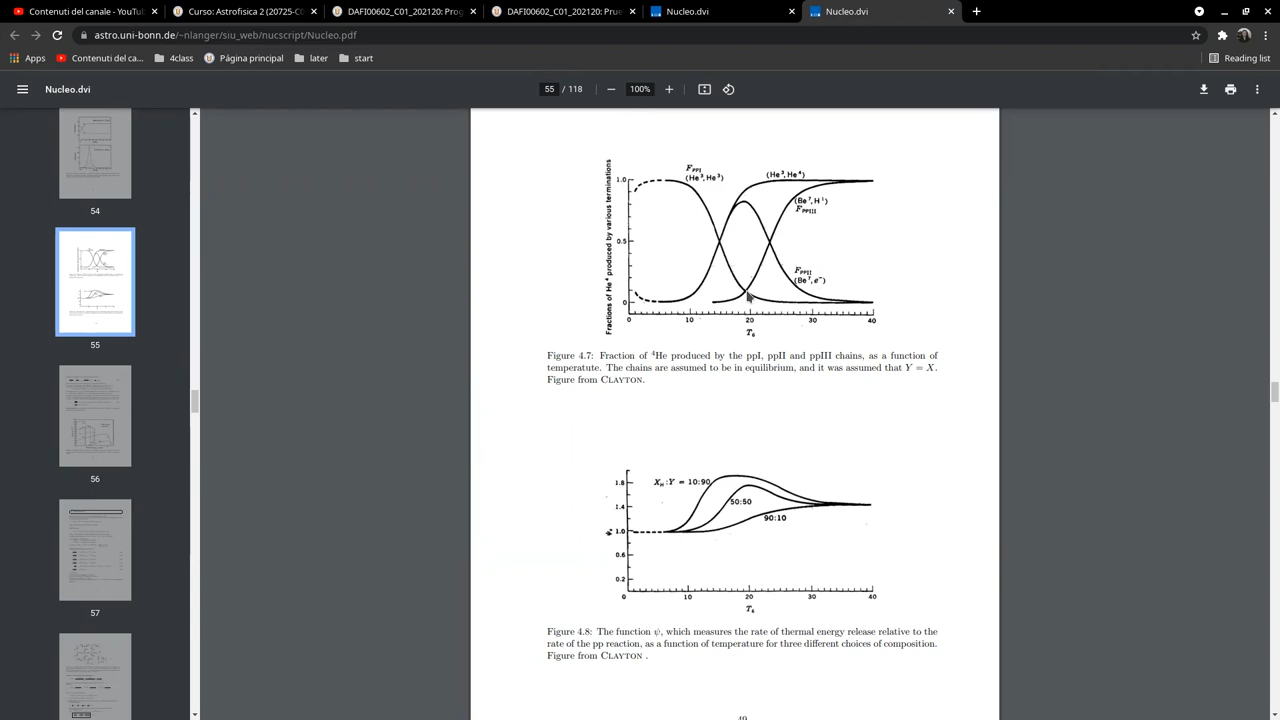 Contenuti del canale - YouTu
Curso: Astrofisica 2 (20725-C0
DAFI00602_C01_202120: Pro
DAFI00602_C01_202120: Prue
Nucleo.dvi
Nucleo.dvi
astro.uni-bonn.de/~nlanger/siu_web/nucscript/Nucleo.pdf
Apps
Contenuti del ca...
4class
Página principal
later
start
Reading list
Nucleo.dvi
55 / 118
100%
54
55
56
57
Fractions of He⁴ produced by various terminations
F_PPI
(He³, He³)
(He³, He⁴)
(Be⁷, H¹)
F_PPIII
F_PPII
(Be⁷, e⁻)
1.0
0.5
0
0 10 20 30 40
T₆
Figure 4.7: Fraction of ⁴He produced by the ppI, ppII and ppIII chains, as a function of
temperature. The chains are assumed to be in equilibrium, and it was assumed that Y = X.
Figure from CLAYTON.
1.8
1.4
1.0
0.6
0.2
X_H:Y = 10:90
50:50
90:10
0 10 20 30 40
T₆
Figure 4.8: The function ψ, which measures the rate of thermal energy release relative to the
rate of the pp reaction, as a function of temperature for three different choices of composition.
Figure from CLAYTON .